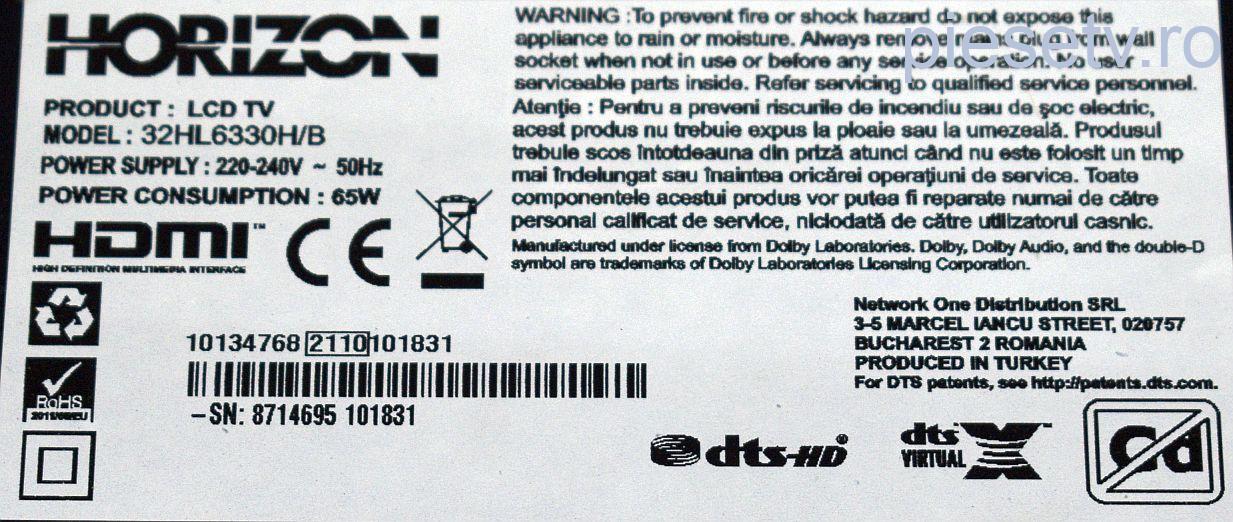 HORIZON
PRODUCT : LCD TV
MODEL : 32HL6330H/B
POWER SUPPLY : 220-240V ~ 50Hz
POWER CONSUMPTION : 65W
HDMI™
HIGH DEFINITION MULTIMEDIA INTERFACE
CE
WARNING :To prevent fire or shock hazard do not expose this
appliance to rain or moisture. Always remove mains plug from wall
socket when not in use or before any service operation. No user
serviceable parts inside. Refer servicing to qualified service personnel.
Atenţie : Pentru a preveni riscurile de incendiu sau de şoc electric,
acest produs nu trebuie expus la ploaie sau la umezeală. Produsul
trebuie scos întotdeauna din priză atunci când nu este folosit un timp
mai îndelungat sau înaintea oricărei operaţiuni de service. Toate
componentele acestui produs vor putea fi reparate numai de către
personal calificat de service, niciodată de către utilizatorul casnic.
Manufactured under license from Dolby Laboratories. Dolby, Dolby Audio, and the double-D
symbol are trademarks of Dolby Laboratories Licensing Corporation.
piesetv.ro
RoHS
10134768 2110 101831
-SN: 8714695 101831
Network One Distribution SRL
3-5 MARCEL IANCU STREET, 020757
BUCHAREST 2 ROMANIA
PRODUCED IN TURKEY
For DTS patents, see http://patents.dts.com.
dts-HD®
dts VIRTUAL X™
Cd